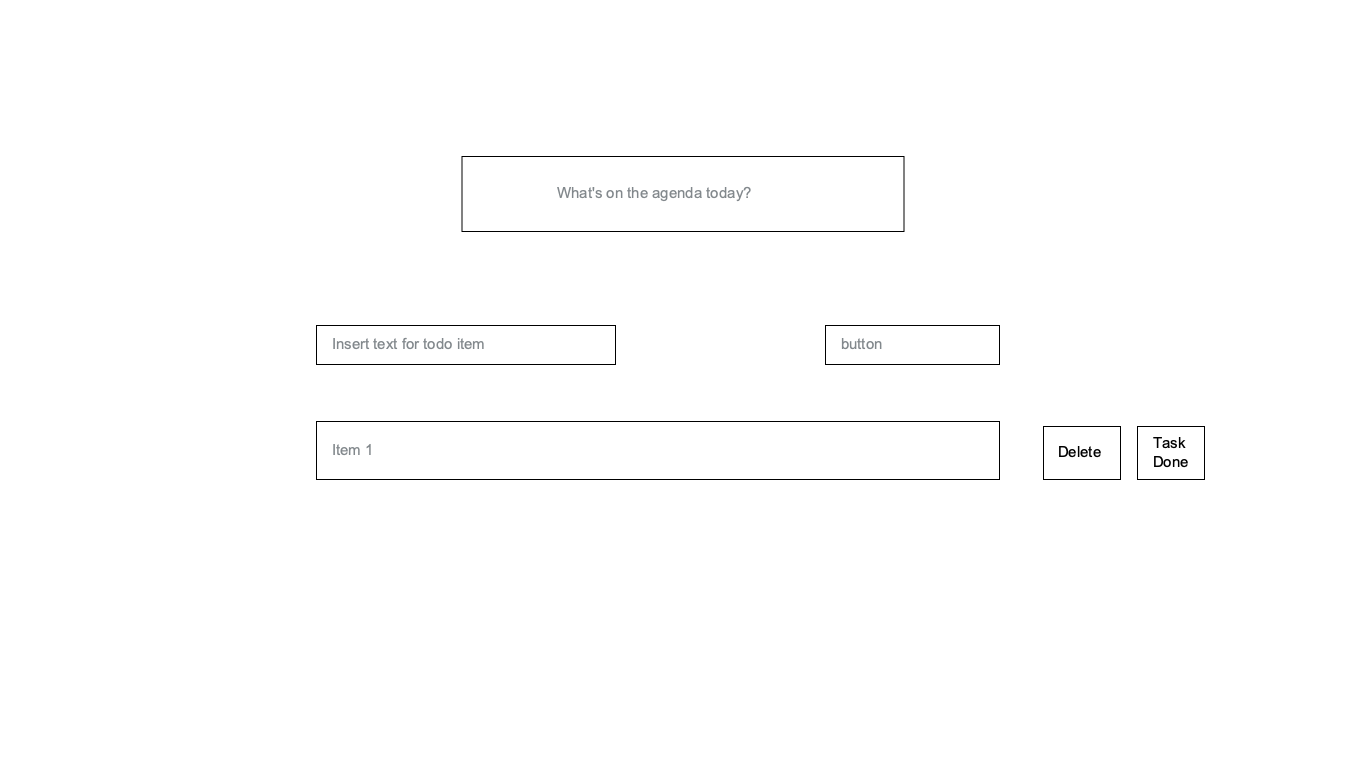 What's on the agenda today?
Insert text for todo item
button
Item 1
Delete
Task
Done